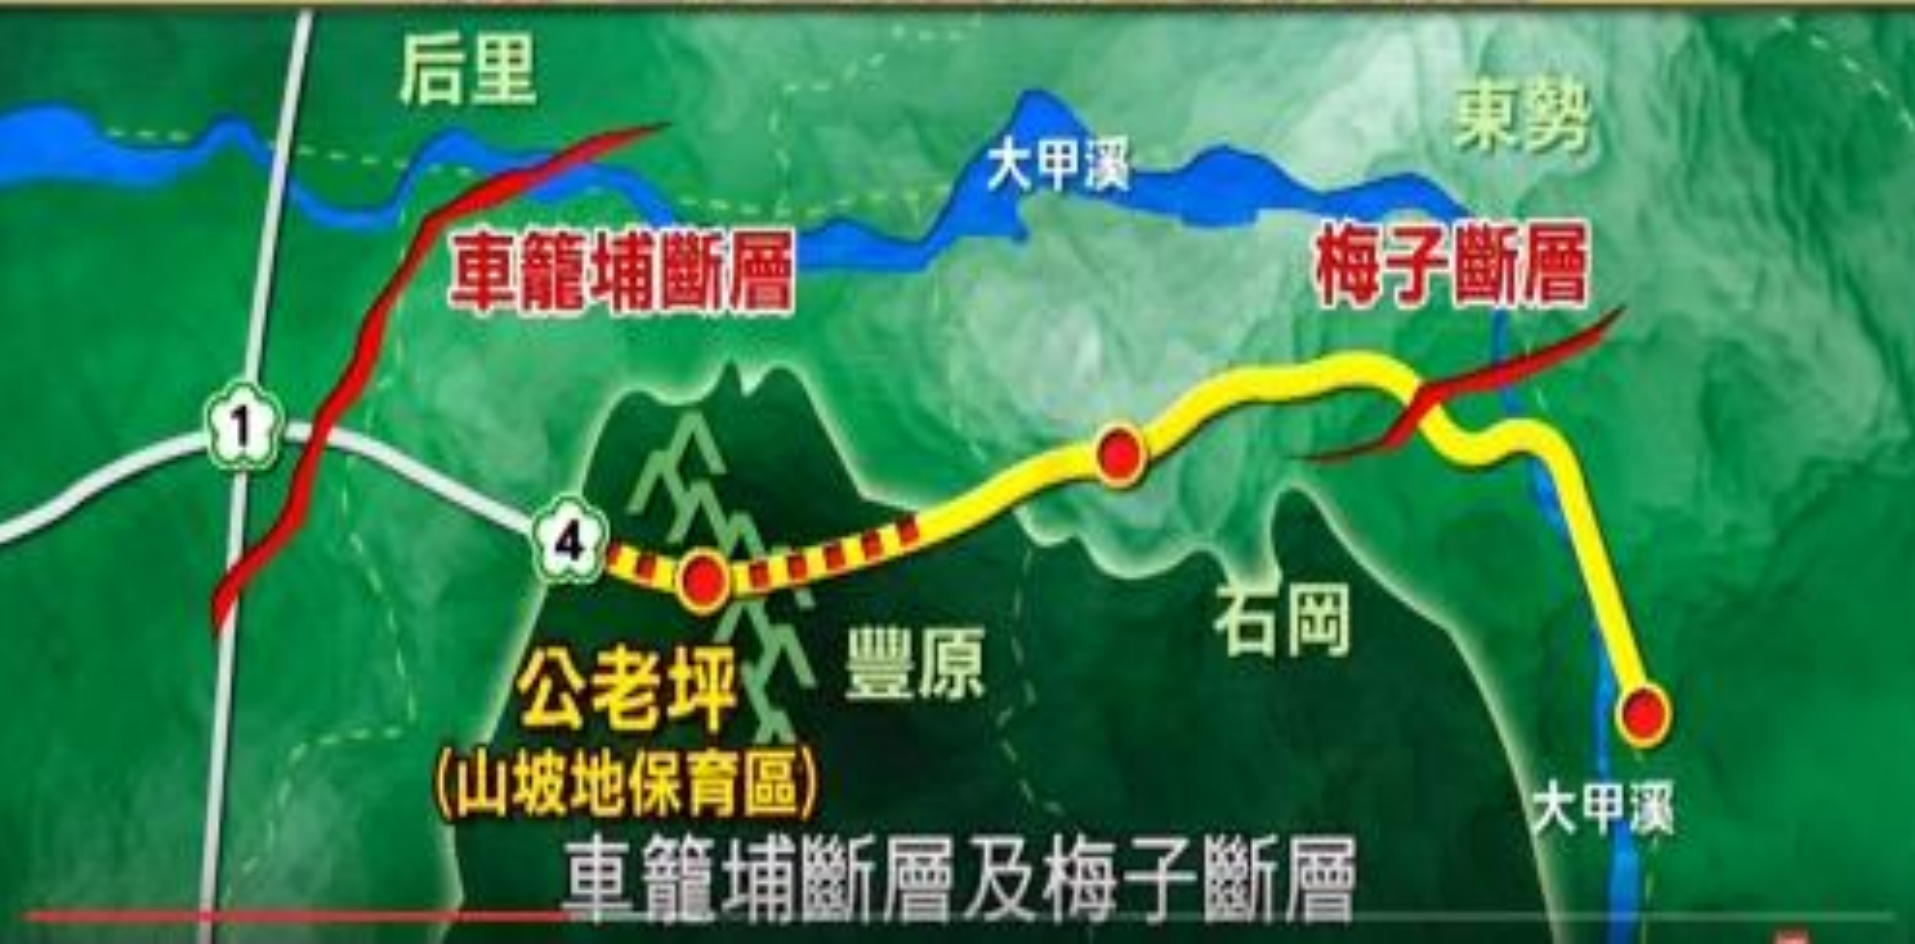 后里
東勢
大甲溪
車籠埔斷層
梅子斷層
1
4
石岡
豐原
公老坪
(山坡地保育區)
大甲溪
車籠埔斷層及梅子斷層